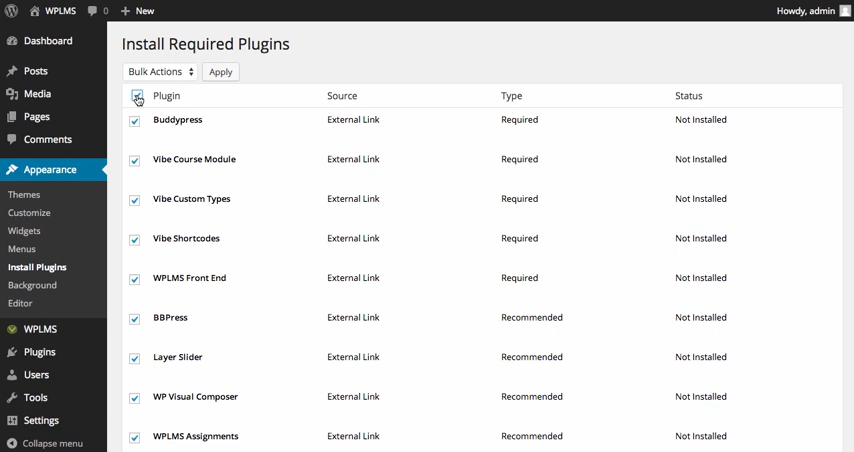 WPLMS 0 + New Howdy, admin
Dashboard
Posts
Media
Pages
Comments
Appearance
Themes
Customize
Widgets
Menus
Install Plugins
Background
Editor
WPLMS
Plugins
Users
Tools
Settings
Collapse menu
Install Required Plugins
Bulk Actions Apply
Plugin Source Type Status
Buddypress External Link Required Not Installed
Vibe Course Module External Link Required Not Installed
Vibe Custom Types External Link Required Not Installed
Vibe Shortcodes External Link Required Not Installed
WPLMS Front End External Link Required Not Installed
BBPress External Link Recommended Not Installed
Layer Slider External Link Recommended Not Installed
WP Visual Composer External Link Recommended Not Installed
WPLMS Assignments External Link Recommended Not Installed